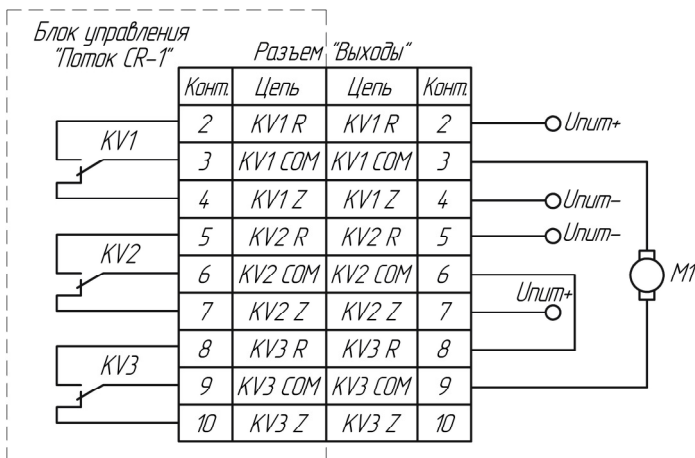 Блок управления
"Поток CR-1"
Разъем "Выходы"
Конт. Цепь Цепь Конт.
2 KV1 R KV1 R 2
3 KV1 COM KV1 COM 3
4 KV1 Z KV1 Z 4
5 KV2 R KV2 R 5
6 KV2 COM KV2 COM 6
7 KV2 Z KV2 Z 7
8 KV3 R KV3 R 8
9 KV3 COM KV3 COM 9
10 KV3 Z KV3 Z 10
KV1
KV2
KV3
Uпит+
Uпит-
Uпит-
Uпит+
M1